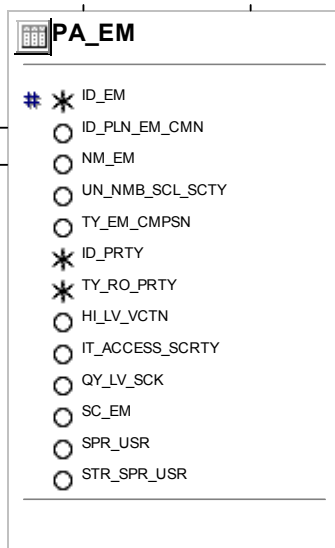 PA_EM
# * ID_EM
ID_PLN_EM_CMN
NM_EM
UN_NMB_SCL_SCTY
TY_EM_CMPSN
* ID_PRTY
* TY_RO_PRTY
HI_LV_VCTN
IT_ACCESS_SCRTY
QY_LV_SCK
SC_EM
SPR_USR
STR_SPR_USR